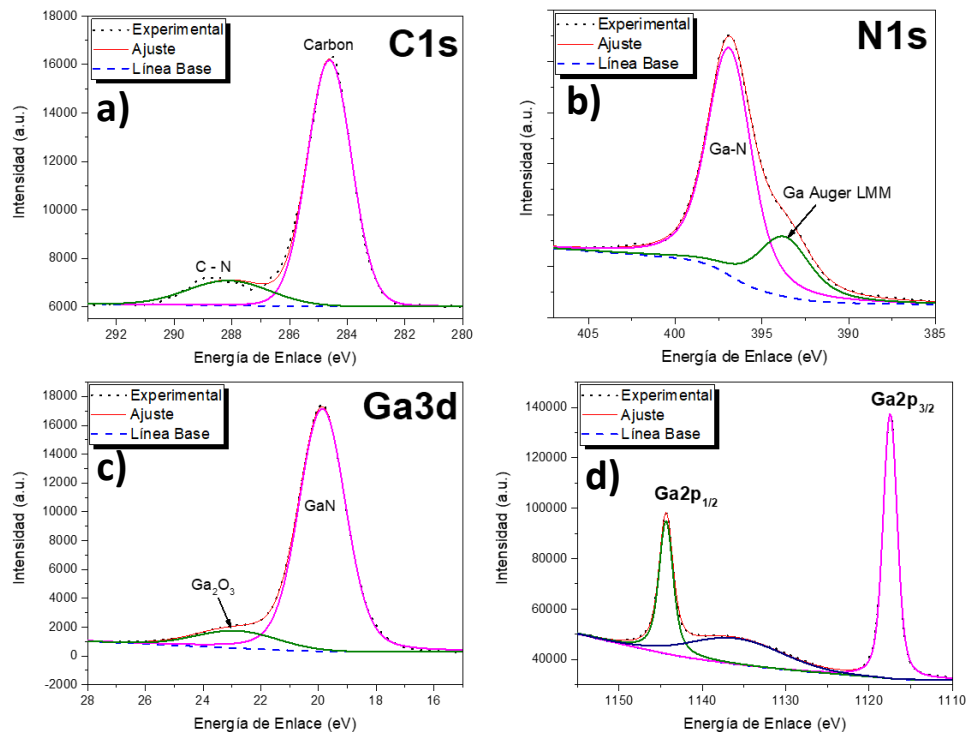 Experimental
Ajuste
Línea Base
C1s
Carbon
a)
C - N
Intensidad (a.u.)
18000
16000
14000
12000
10000
8000
6000
292
290
288
286
284
282
280
Energía de Enlace (eV)
Experimental
Ajuste
Línea Base
N1s
b)
Ga-N
Ga Auger LMM
Intensidad (a.u.)
405
400
395
390
385
Energía de Enlace (eV)
Experimental
Ajuste
Línea Base
Ga3d
c)
GaN
Ga₂O₃
Intensidad (a.u.)
18000
16000
14000
12000
10000
8000
6000
4000
2000
0
-2000
28
26
24
22
20
18
16
Energía de Enlace (eV)
Experimental
Ajuste
Línea Base
Ga2p₃/₂
d)
Ga2p₁/₂
Intensidad (a.u.)
140000
120000
100000
80000
60000
40000
1150
1140
1130
1120
1110
Energía de Enlace (eV)